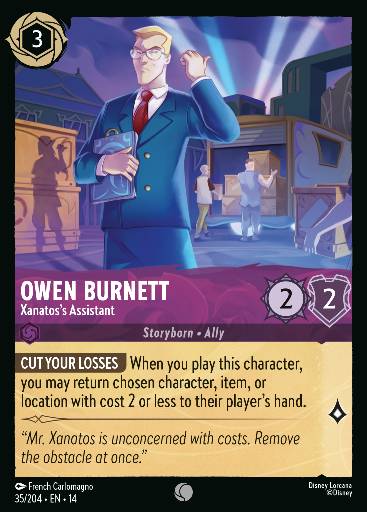 3
OWEN BURNETT
Xanatos's Assistant
2 2
Storyborn • Ally
CUT YOUR LOSSES When you play this character,
you may return chosen character, item, or
location with cost 2 or less to their player's hand.
“Mr. Xanatos is unconcerned with costs. Remove
the obstacle at once.”
French Carlomagno
35/204 • EN • 14
Disney Lorcana
©Disney